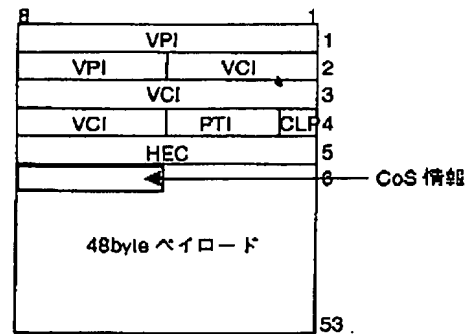 8 1
VPI 1
VPI VCI 2
VCI 3
VCI PTI CLP 4
HEC 5
6 CoS 情報
48byte ペイロード
53